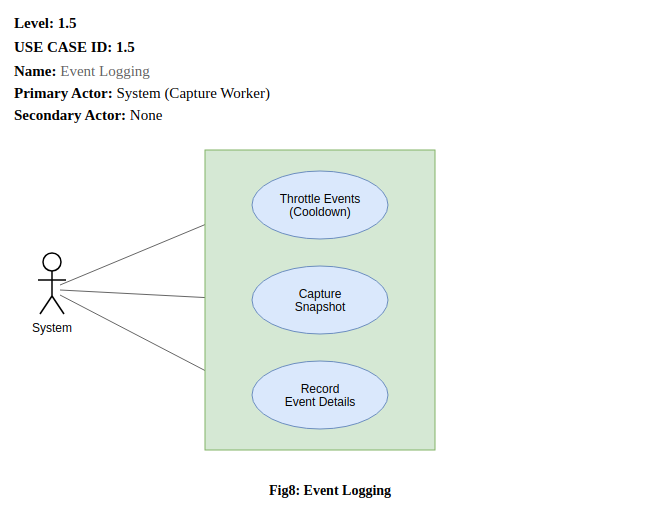 Level: 1.5
USE CASE ID: 1.5
Name: Event Logging
Primary Actor: System (Capture Worker)
Secondary Actor: None
Throttle Events
(Cooldown)
Capture
Snapshot
System
Record
Event Details
Fig8: Event Logging